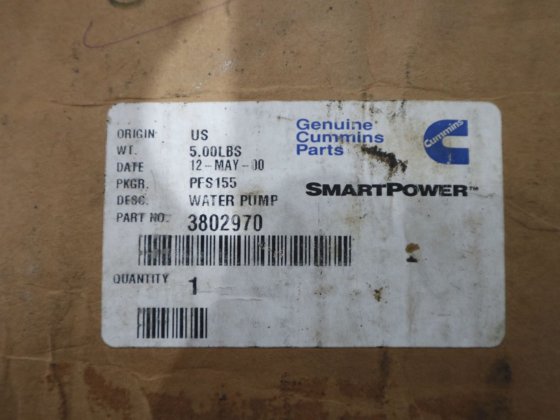 ORIGIN US
WT. 5.00LBS
DATE 12-MAY-00
PKGR. PFS155
DESC. WATER PUMP
PART NO. 3802970
QUANTITY 1
Genuine
Cummins
Parts
Cummins
SMARTPOWER™